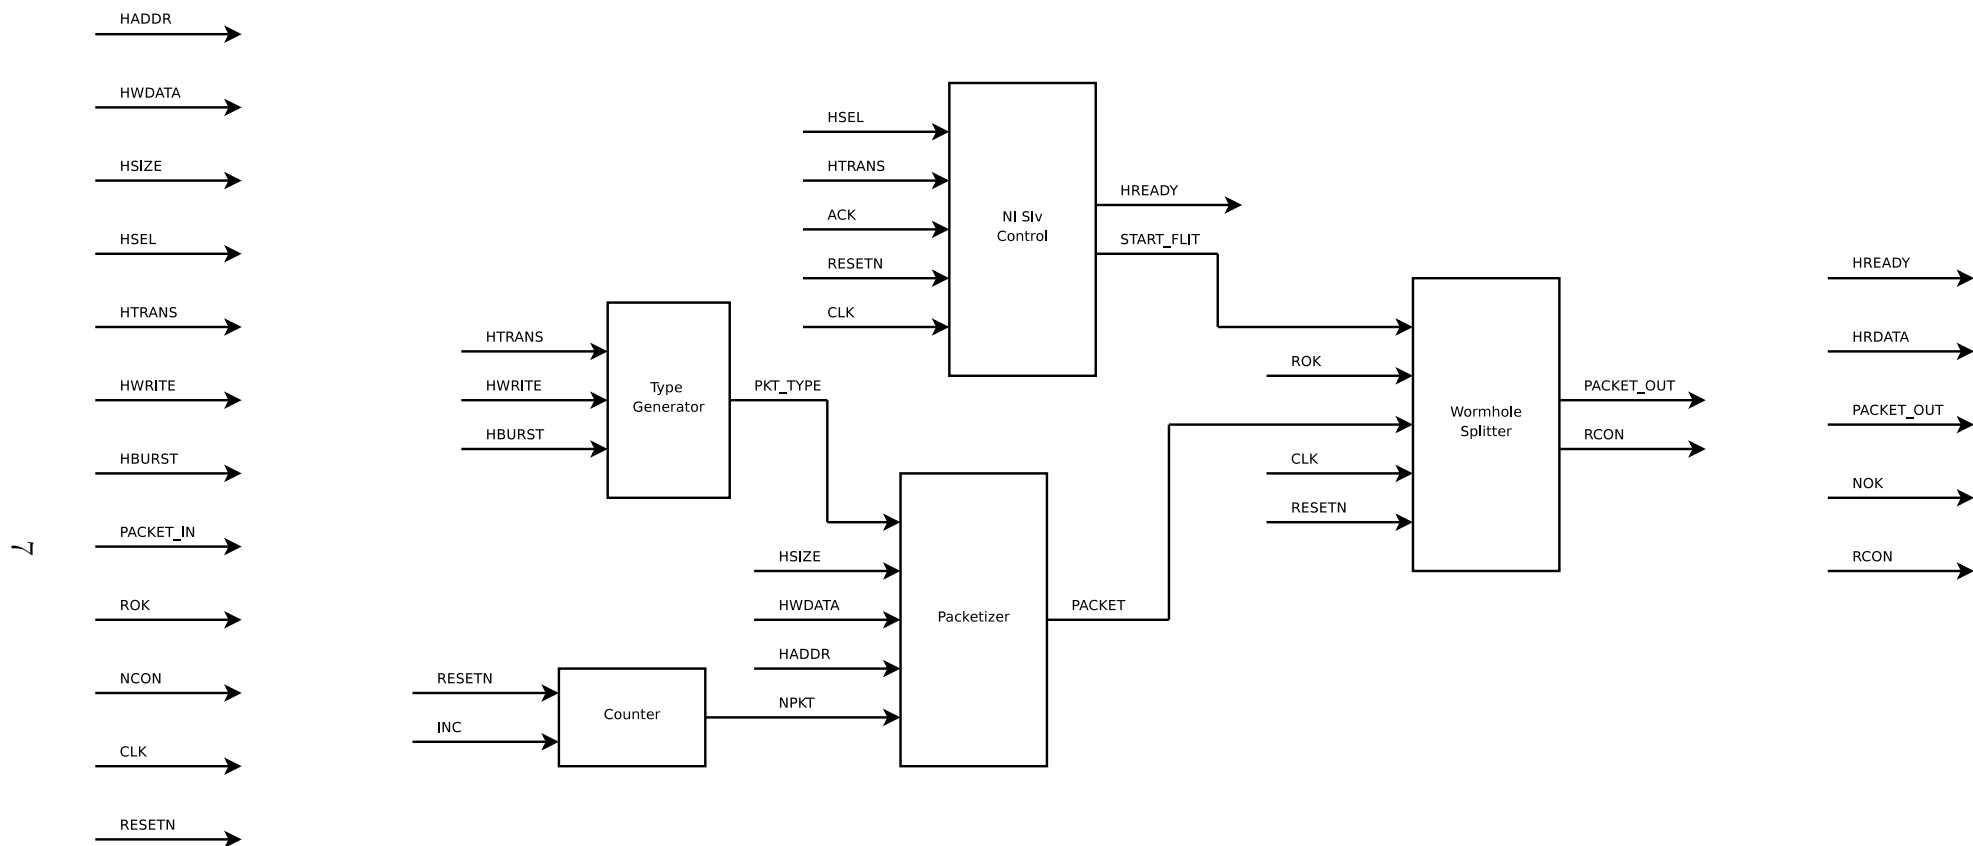 HADDR
HWDATA
HSIZE
HSEL
HTRANS
HWRITE
HBURST
PACKET_IN
ROK
NCON
CLK
RESETN
7
HTRANS
HWRITE
HBURST
Type
Generator
PKT_TYPE
RESETN
INC
Counter
NPKT
HSEL
HTRANS
ACK
RESETN
CLK
NI Slv
Control
HREADY
START_FLIT
HSIZE
HWDATA
HADDR
Packetizer
PACKET
ROK
CLK
RESETN
Wormhole
Splitter
PACKET_OUT
RCON
HREADY
HRDATA
PACKET_OUT
NOK
RCON